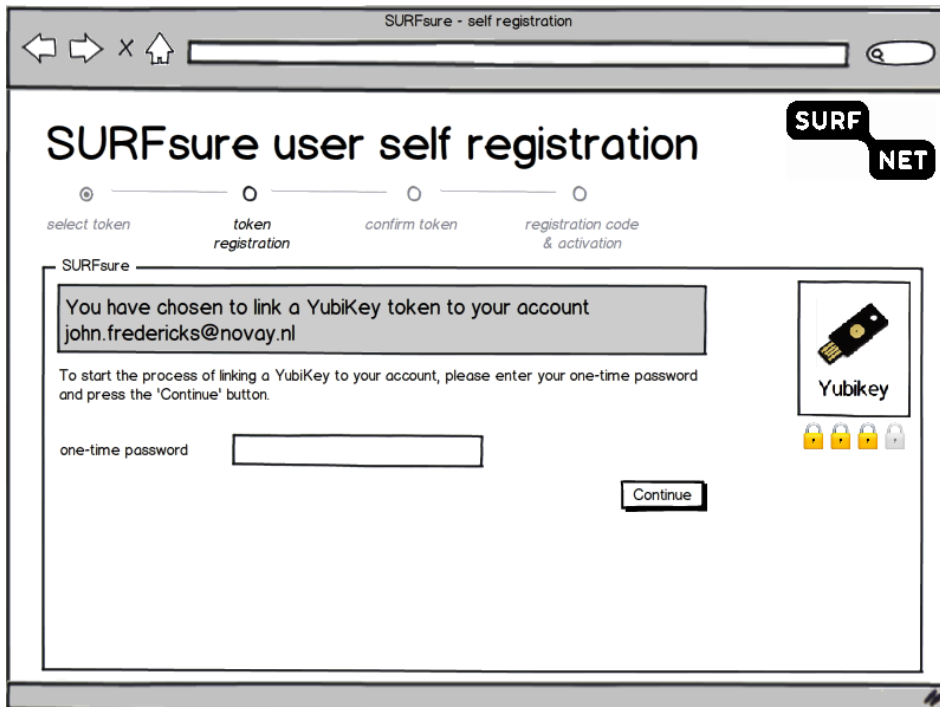 SURFsure - self registration
SURFsure user self registration
SURF
NET
select token
token
registration
confirm token
registration code
& activation
SURFsure
You have chosen to link a YubiKey token to your account
john.fredericks@novay.nl
To start the process of linking a YubiKey to your account, please enter your one-time password
and press the 'Continue' button.
Yubikey
one-time password
Continue